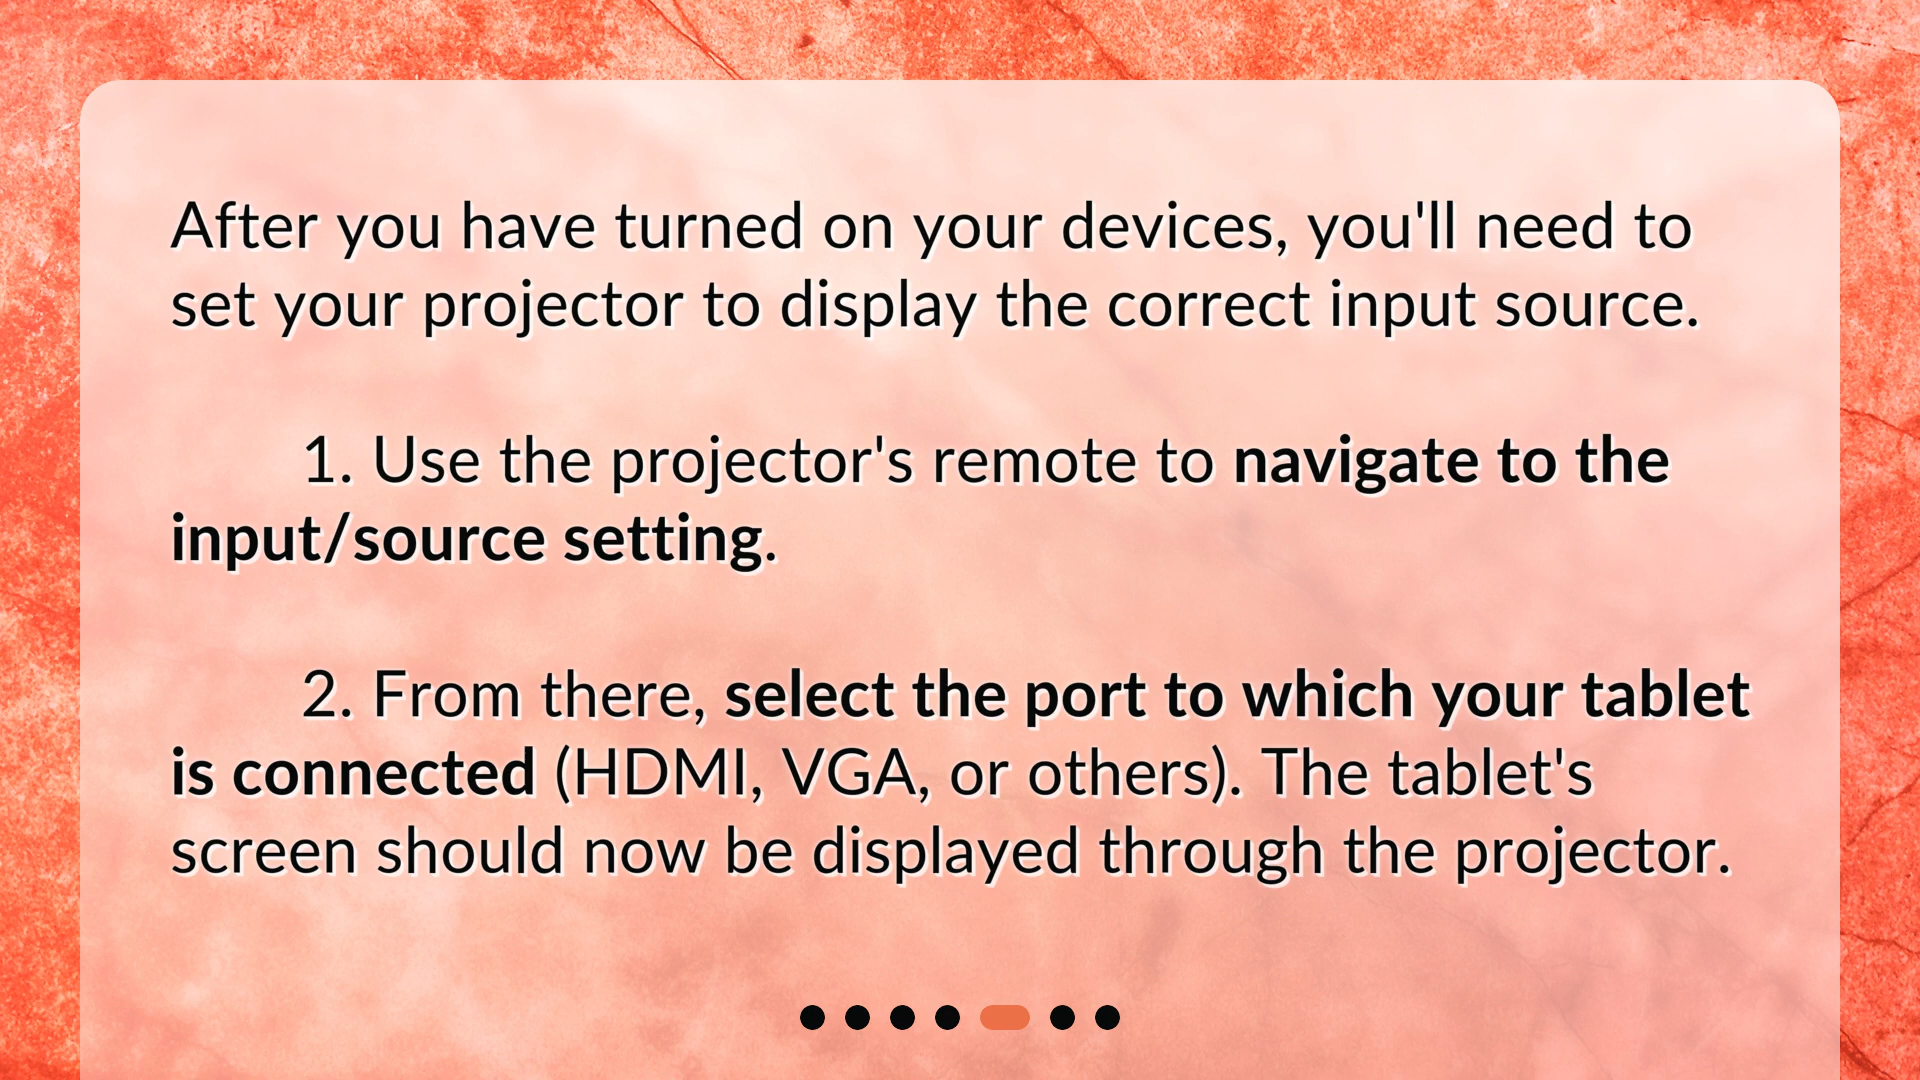 After you have turned on your devices, you'll need to
set your projector to display the correct input source.
1. Use the projector's remote to navigate to the
input/source setting.
2. From there, select the port to which your tablet
is connected (HDMI, VGA, or others). The tablet's
screen should now be displayed through the projector.